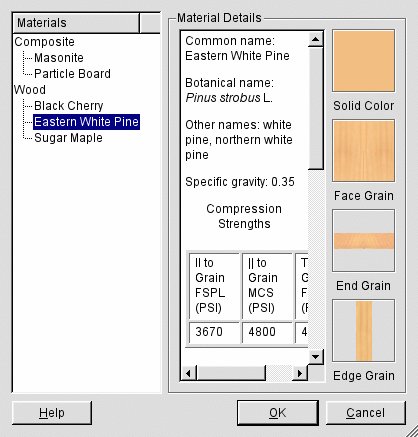 Materials
Composite
Masonite
Particle Board
Wood
Black Cherry
Eastern White Pine
Sugar Maple
Material Details
Common name:
Eastern White Pine
Botanical name:
Pinus strobus L.
Other names: white
pine, northern white
pine
Specific gravity: 0.35
Compression
Strengths
|| to
Grain
FSPL
(PSI)
|| to
Grain
MCS
(PSI)
T
G
F
(F
3670
4800
4
Solid Color
Face Grain
End Grain
Edge Grain
Help
OK
Cancel